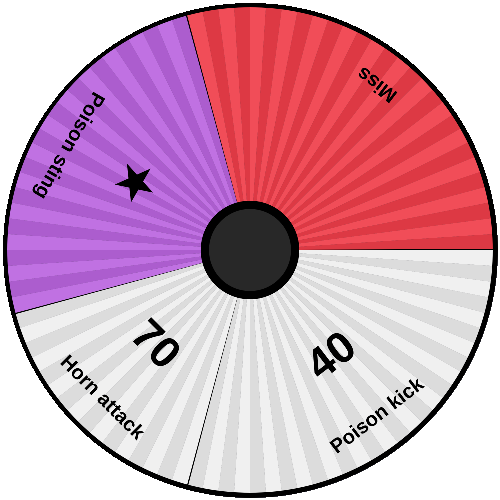 Miss
Poison sting
★
70
Horn attack
40
Poison kick